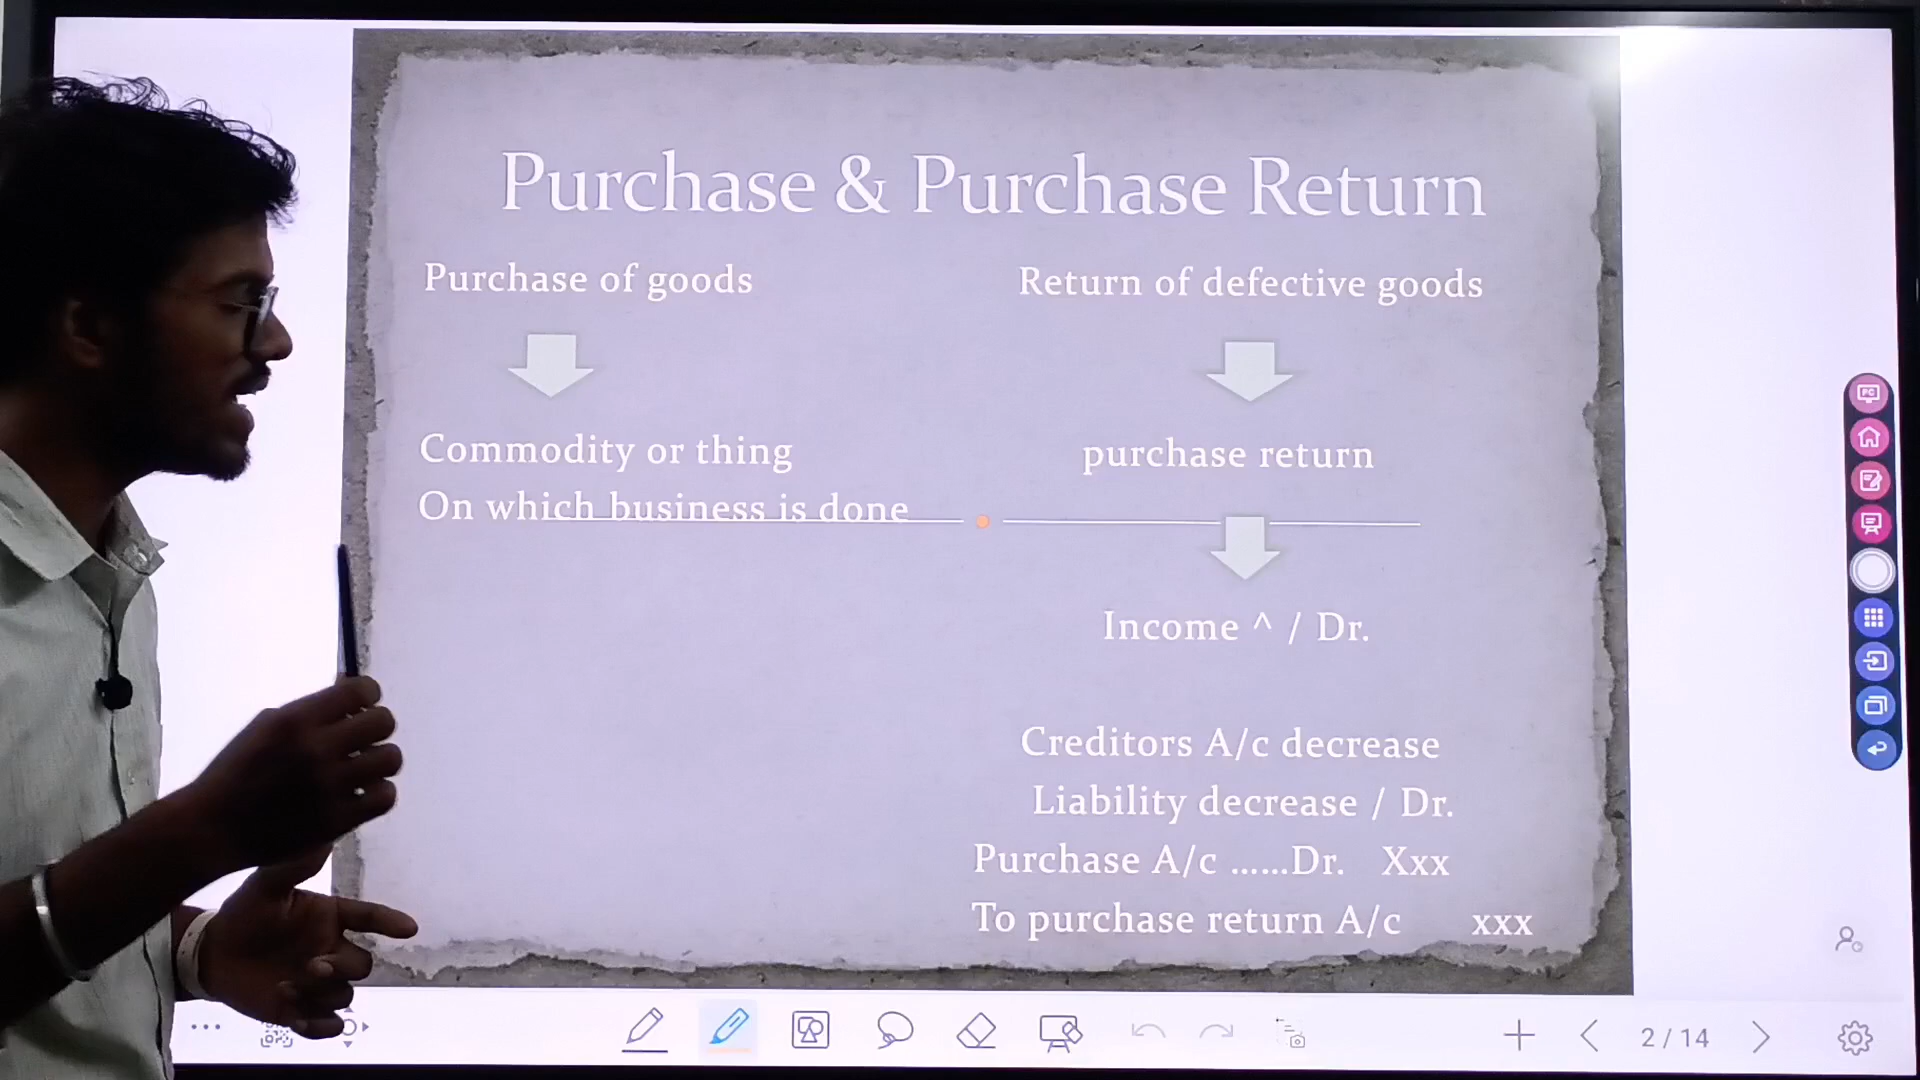 Purchase & Purchase Return
Purchase of goods
Commodity or thing
On which business is done
Return of defective goods
purchase return
Income ^ / Dr.
Creditors A/c decrease
Liability decrease / Dr.
Purchase A/c ......Dr. Xxx
To purchase return A/c xxx
2 / 14
PC